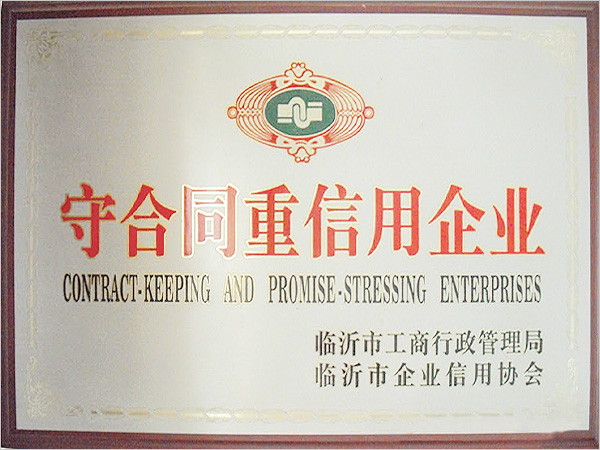 守合同重信用企业
CONTRACT-KEEPING AND PROMISE-STRESSING ENTERPRISES
临沂市工商行政管理局
临沂市企业信用协会